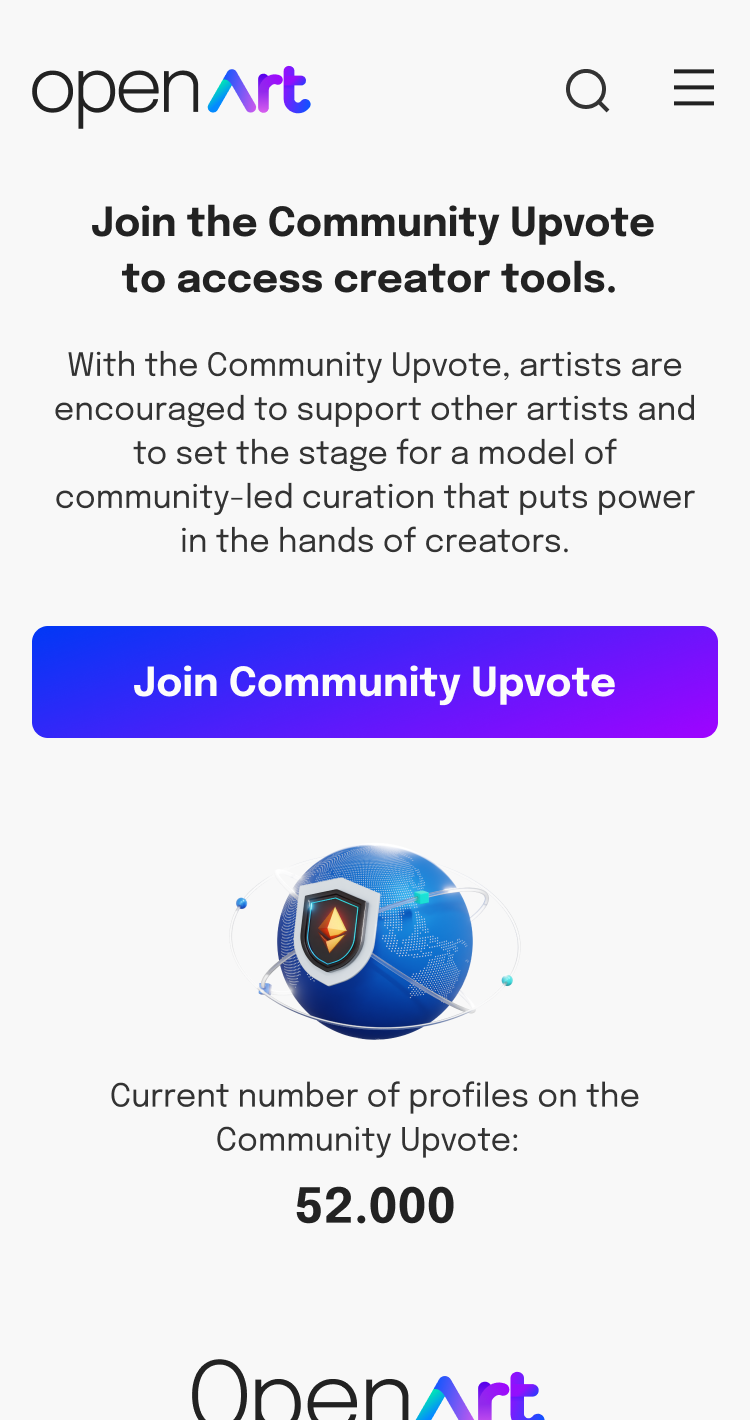 openArt
Join the Community Upvote
to access creator tools.
With the Community Upvote, artists are
encouraged to support other artists and
to set the stage for a model of
community-led curation that puts power
in the hands of creators.
Join Community Upvote
Current number of profiles on the
Community Upvote:
52.000
OpenArt